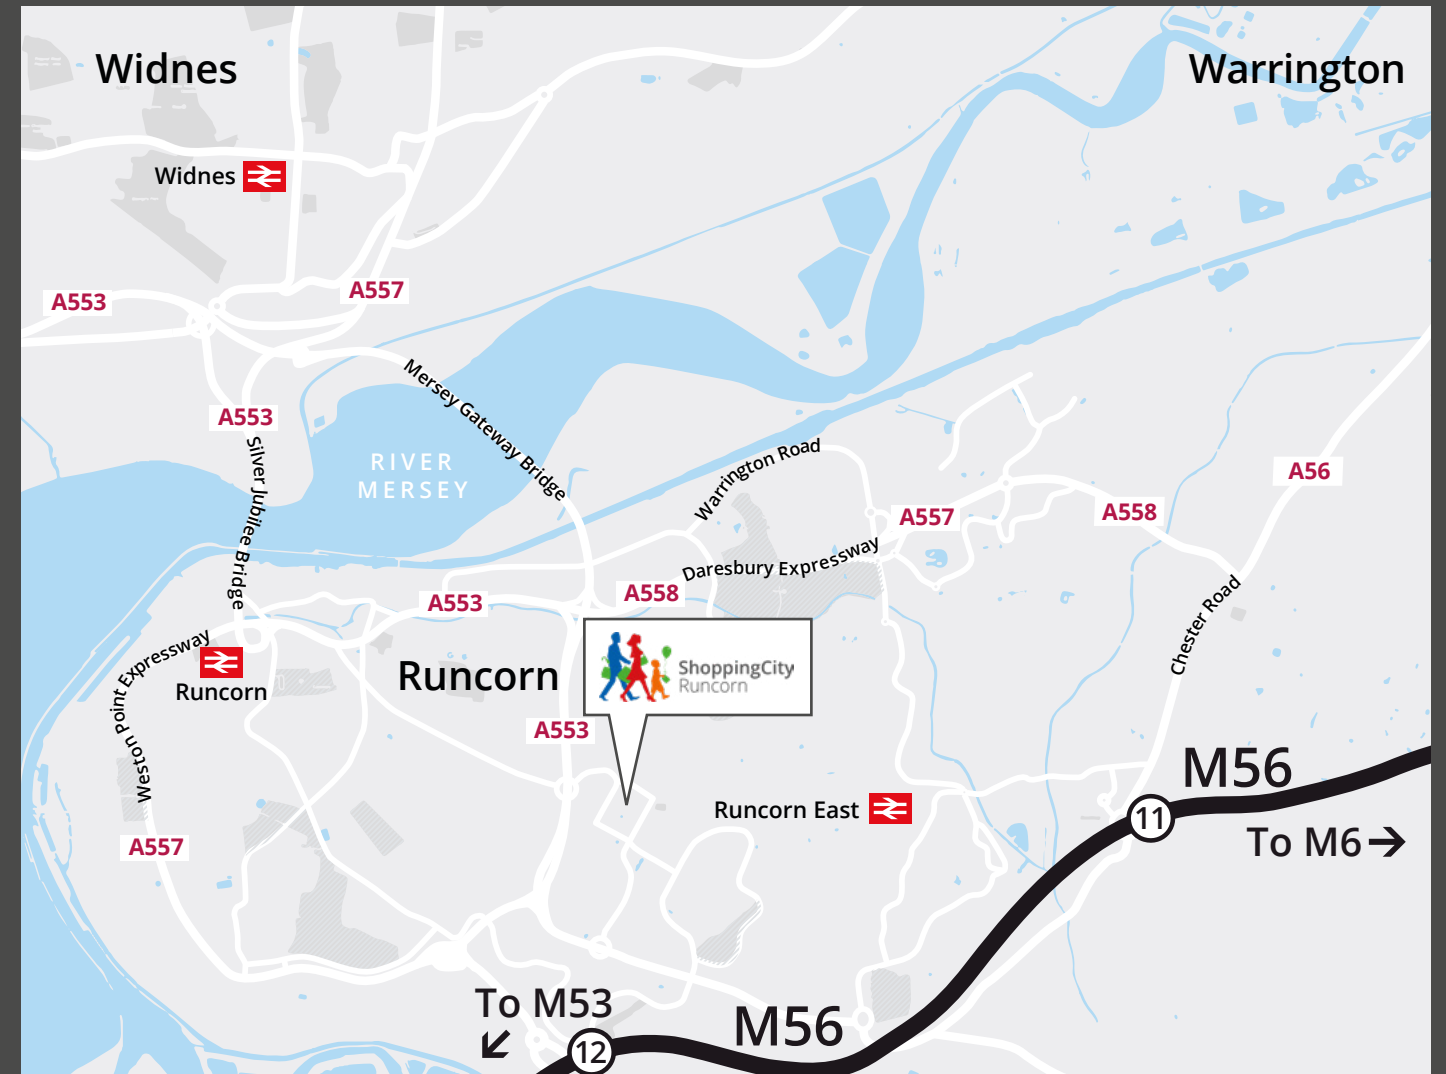 Widnes
Warrington
Widnes
A553
A557
Mersey Gateway Bridge
A553
Silver Jubilee Bridge
RIVER
MERSEY
Warrington Road
A56
A557
A558
Daresbury Expressway
A558
A553
Chester Road
Weston Point Expressway
Runcorn
Runcorn
ShoppingCity
Runcorn
A553
M56
Runcorn East
11
To M6
A557
To M53
M56
12